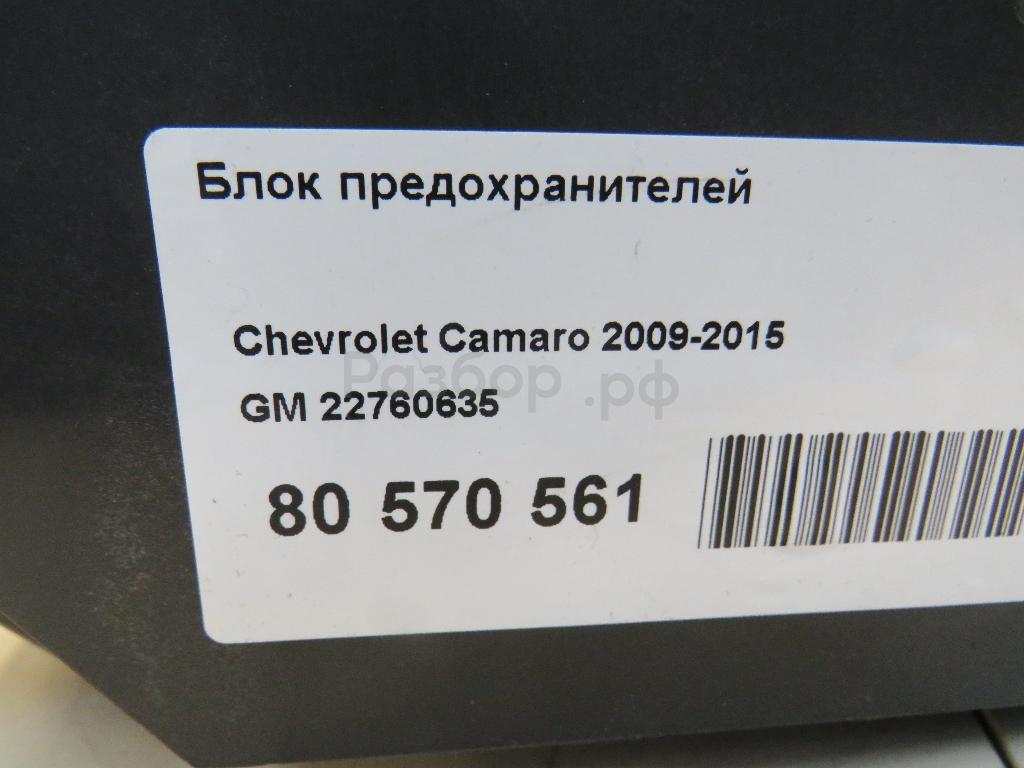 Блок предохранителей
Chevrolet Camaro 2009-2015
Разбор.рф
GM 22760635
80 570 561